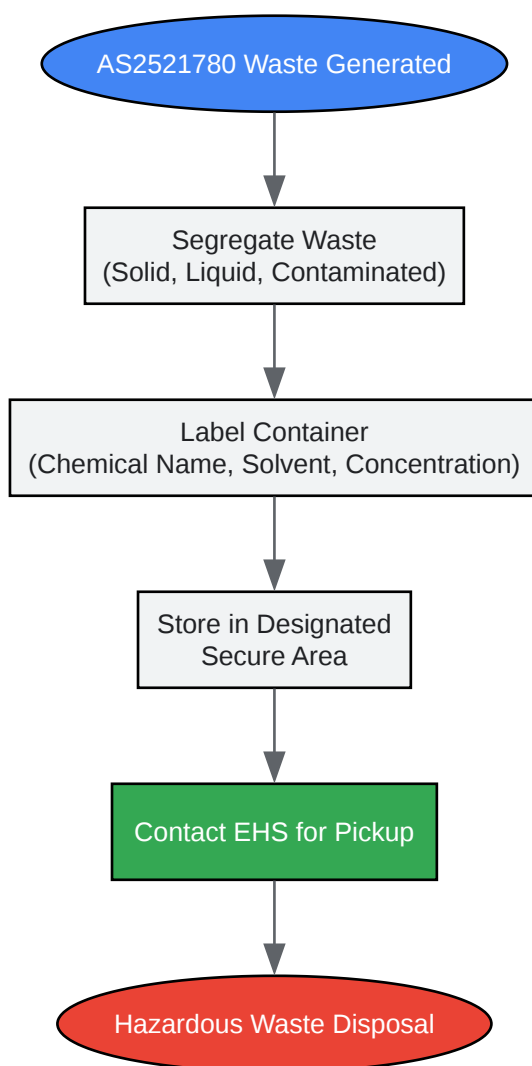 AS2521780 Waste Generated
Segregate Waste
(Solid, Liquid, Contaminated)
Label Container
(Chemical Name, Solvent, Concentration)
Store in Designated
Secure Area
Contact EHS for Pickup
Hazardous Waste Disposal